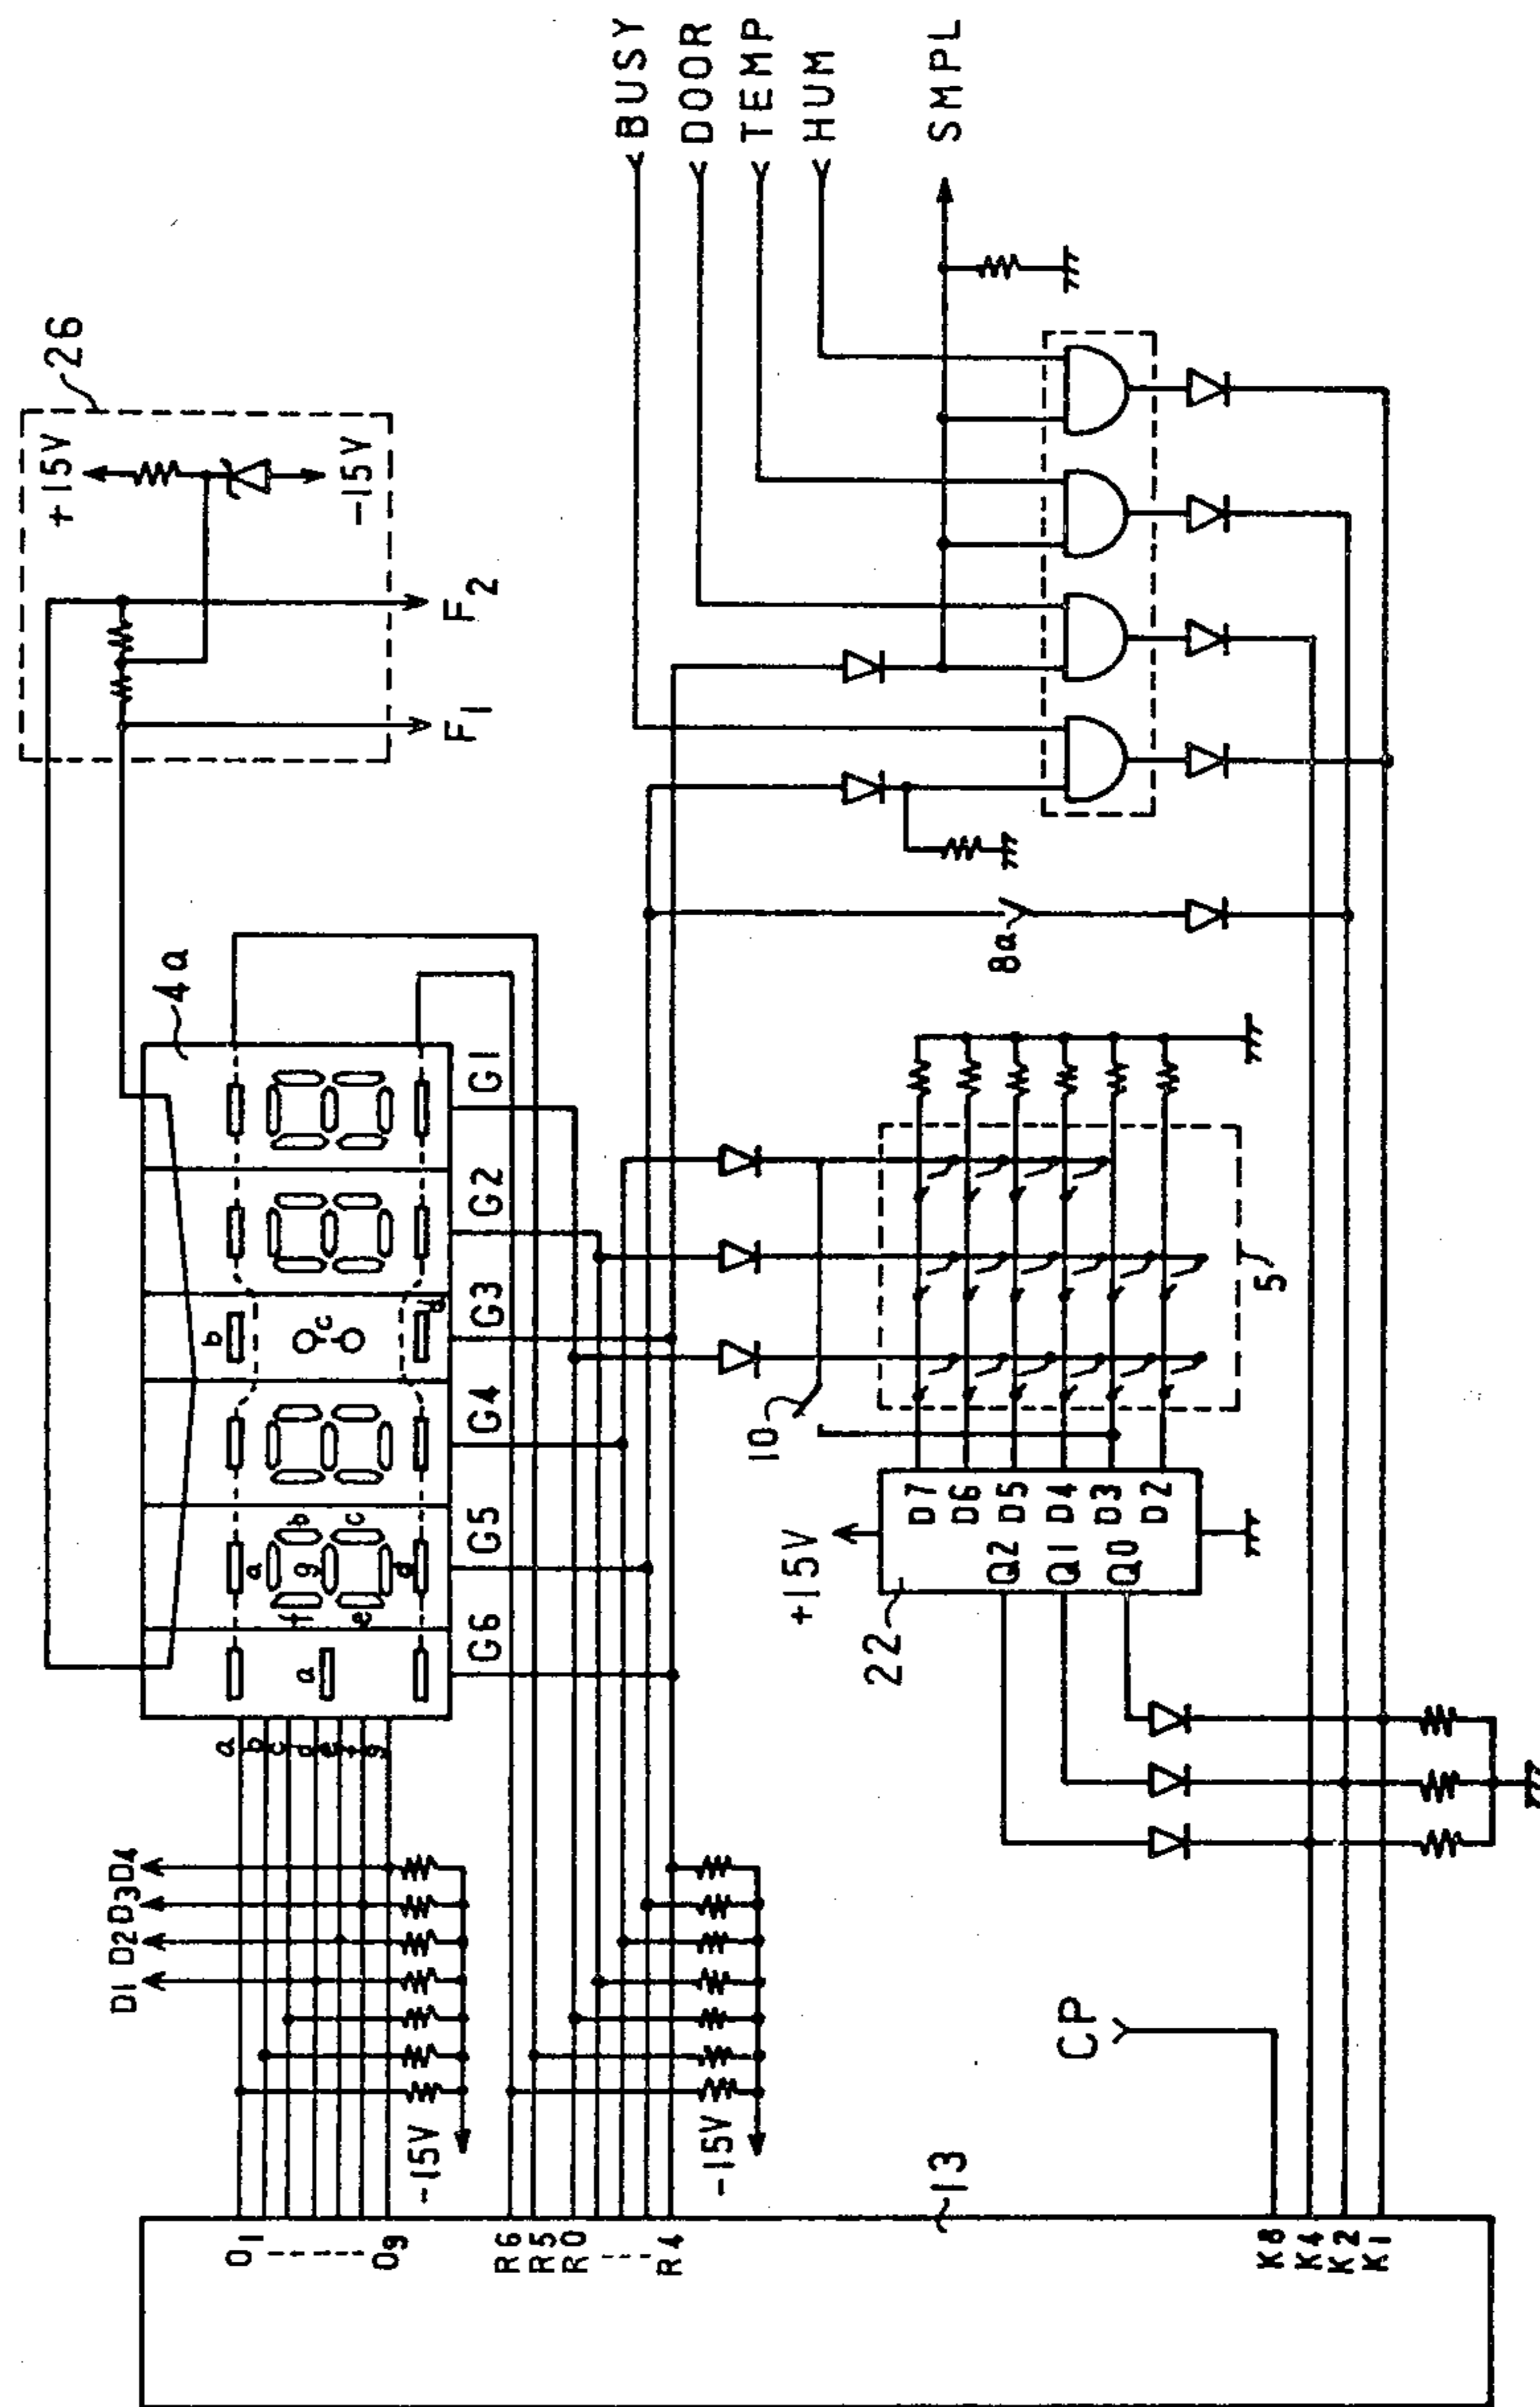 26
+15V
-15V
F1
F2
4a
a
b
c
d
e
f
g
a
b
c
d
a
b
c
d
e
g
G6
G5
G4
G3
G2
G1
D1
D2
D3
D4
-15V
-15V
O1
O9
R6
R5
R0
R4
13
K8
K4
K2
K1
CP
22
+15V
Q2
Q1
Q0
D7
D6
D5
D4
D3
D2
10
5
8a
BUSY
DOOR
TEMP
HUM
SMPL